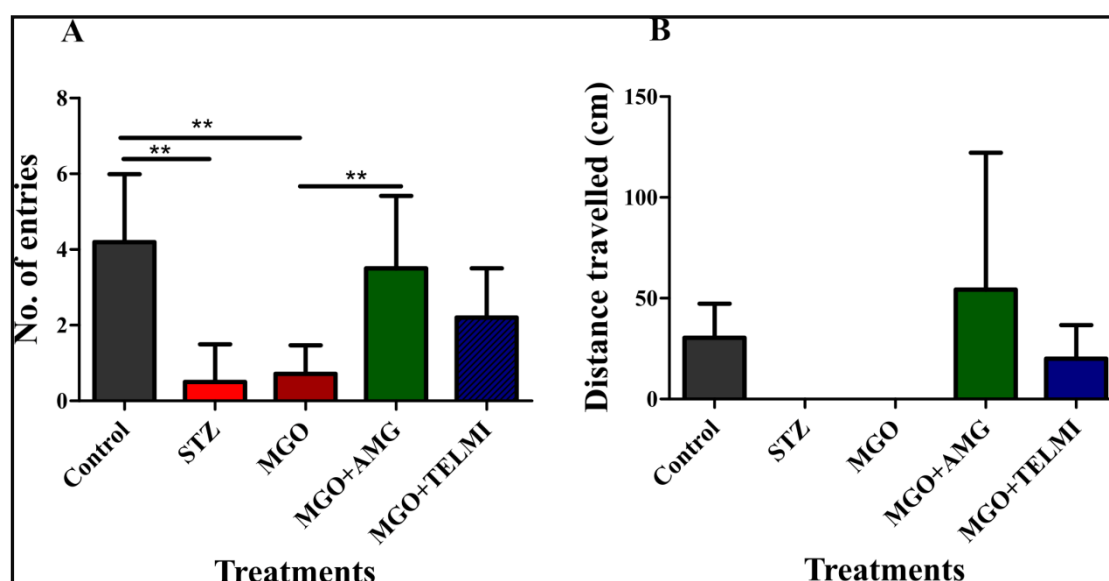 A
No. of entries
8
6
4
2
0
**
**
**
Control
STZ
MGO
MGO+AMG
MGO+TELMI
Treatments
B
Distance travelled (cm)
150
100
50
0
Control
STZ
MGO
MGO+AMG
MGO+TELMI
Treatments